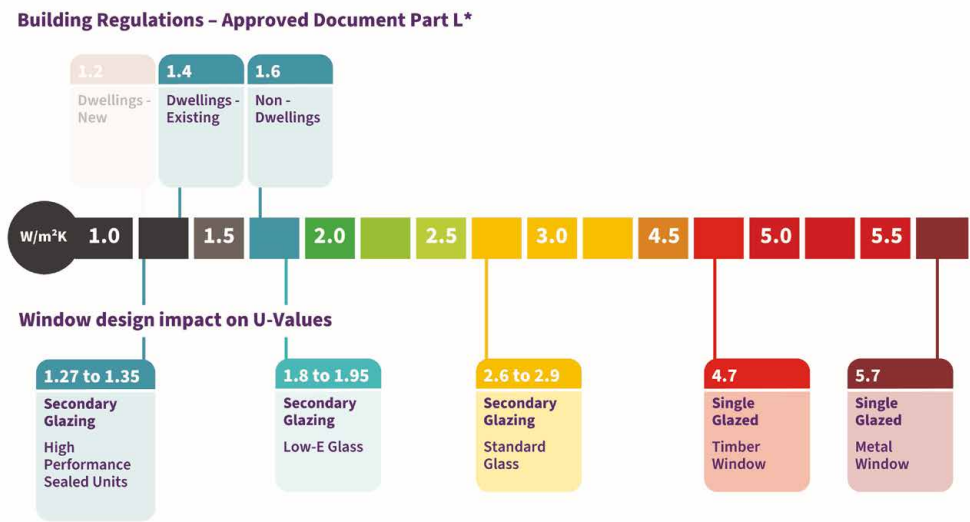 Building Regulations – Approved Document Part L*
1.2
Dwellings -
New
1.4
Dwellings -
Existing
1.6
Non -
Dwellings
W/m²K 1.0 1.5 2.0 2.5 3.0 4.5 5.0 5.5
Window design impact on U-Values
1.27 to 1.35
Secondary
Glazing
High
Performance
Sealed Units
1.8 to 1.95
Secondary
Glazing
Low-E Glass
2.6 to 2.9
Secondary
Glazing
Standard
Glass
4.7
Single
Glazed
Timber
Window
5.7
Single
Glazed
Metal
Window